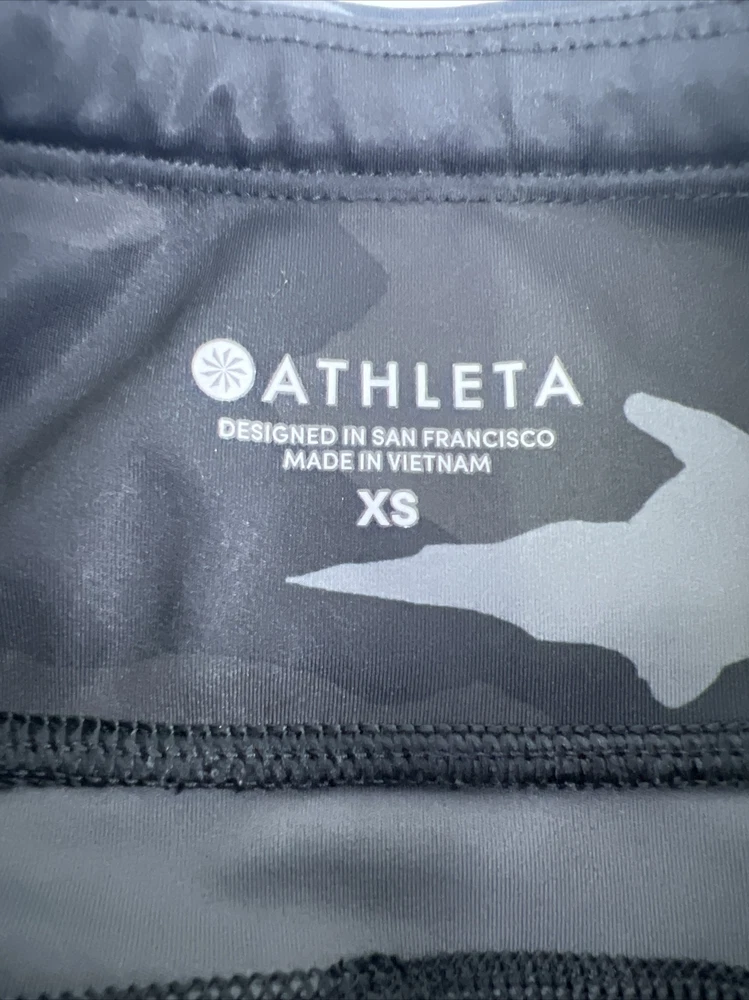 ATHLETA
DESIGNED IN SAN FRANCISCO
MADE IN VIETNAM
XS